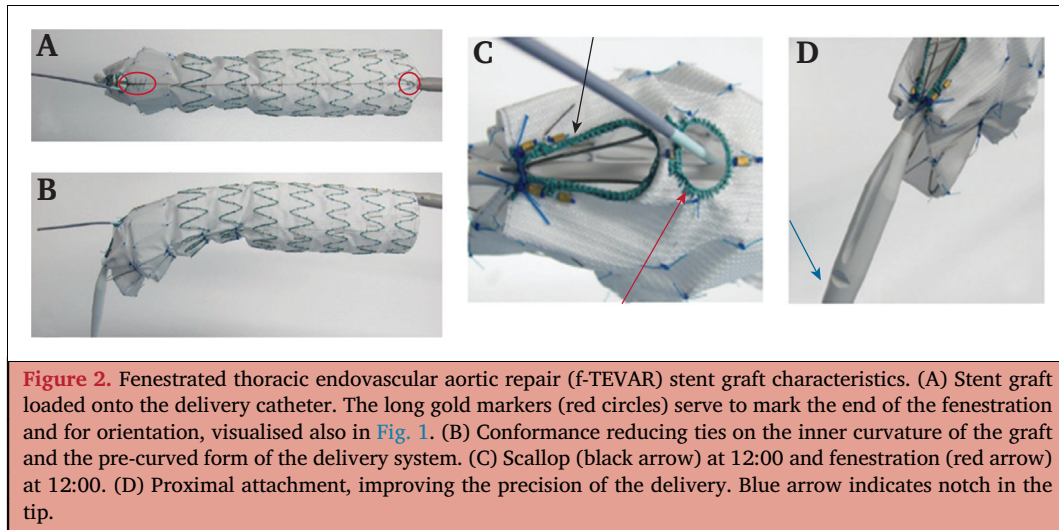 A
B
C
D
Figure 2. Fenestrated thoracic endovascular aortic repair (f-TEVAR) stent graft characteristics. (A) Stent graft
loaded onto the delivery catheter. The long gold markers (red circles) serve to mark the end of the fenestration
and for orientation, visualised also in Fig. 1. (B) Conformance reducing ties on the inner curvature of the graft
and the pre-curved form of the delivery system. (C) Scallop (black arrow) at 12:00 and fenestration (red arrow)
at 12:00. (D) Proximal attachment, improving the precision of the delivery. Blue arrow indicates notch in the
tip.